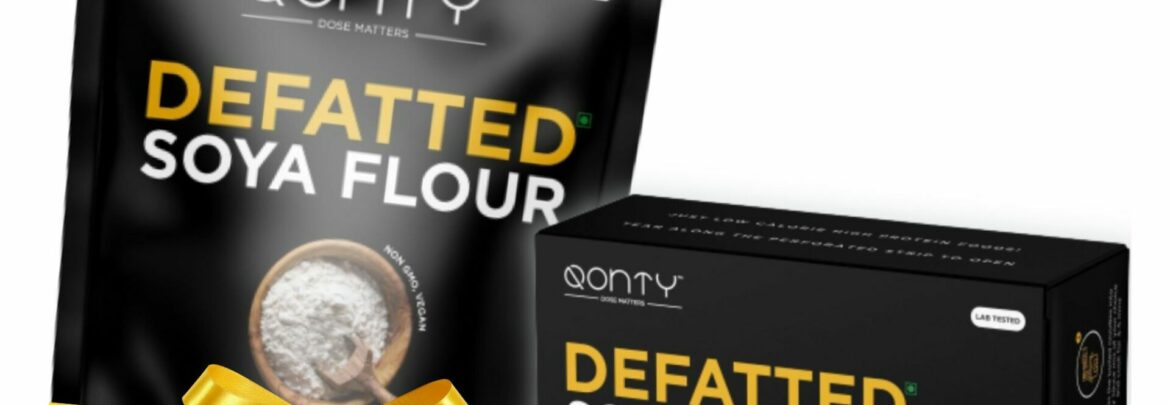 QONTY
DOSE MATTERS
DEFATTED
SOYA FLOUR
NON GMO, VEGAN
JUST LOW CALORIE HIGH PROTEIN FOODS!
TEAR ALONG THE PERFORATED STRIP TO OPEN
QONTY™
DOSE MATTERS
LAB TESTED
DEFATTED